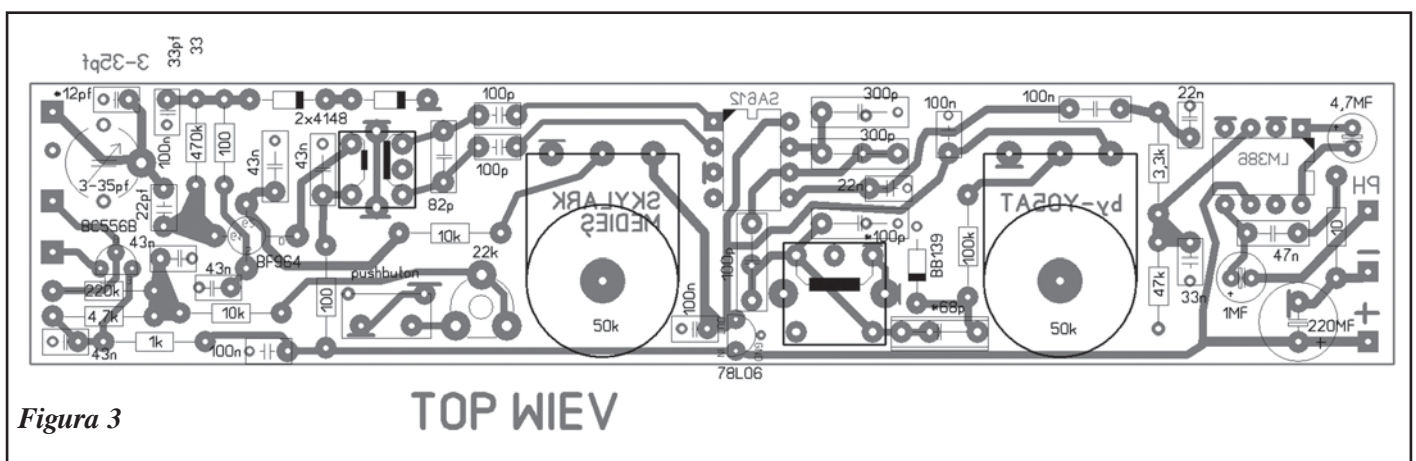 3-35pf
33pf
33
*12pf
2x4148
100p
SA612
300p
100n
100n
22n
4,7MF
470k
100
100n
43n
43n
100p
300p
3,3k
LM386
3-35pf
22pf
82p
SKYLARK
MEDIEȘ
22n
by-YO5AT
PH
BC556B
43n
BF964
10k
22k
*100p
100p
BB139
100k
10
47n
43n
220k
pushbuton
47k
33n
1MF
4,7k
10k
100
50k
100n
*68p
50k
220MF
43n
1k
100n
GND
78L06
Figura 3
TOP WIEV